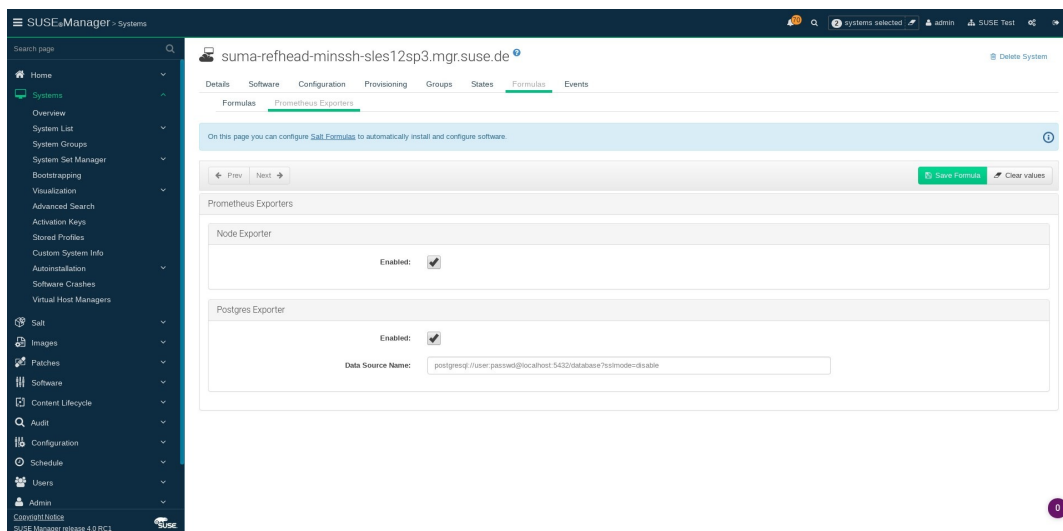 SUSE®Manager > Systems
20
2 systems selected
admin
SUSE Test
Search page
Home
Systems
Overview
System List
System Groups
System Set Manager
Bootstrapping
Visualization
Advanced Search
Activation Keys
Stored Profiles
Custom System Info
Autoinstallation
Software Crashes
Virtual Host Managers
Salt
Images
Patches
Software
Content Lifecycle
Audit
Configuration
Schedule
Users
Admin
Copyright Notice
SUSE Manager release 4.0 RC1
SUSE
suma-refhead-minssh-sles12sp3.mgr.suse.de ?
Delete System
Details Software Configuration Provisioning Groups States Formulas Events
Formulas Prometheus Exporters
On this page you can configure Salt Formulas to automatically install and configure software.
Prev Next
Save Formula Clear values
Prometheus Exporters
Node Exporter
Enabled:
Postgres Exporter
Enabled:
Data Source Name: postgresql://user:passwd@localhost:5432/database?sslmode=disable
0